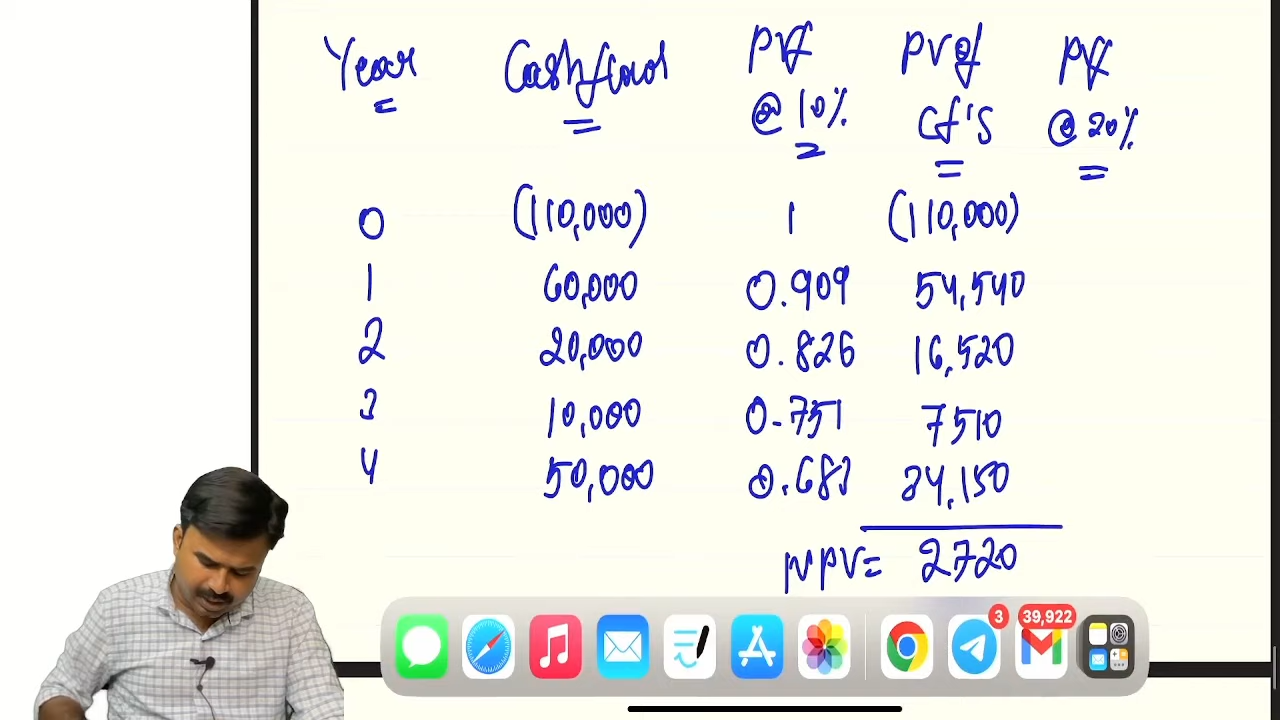 Year Cashflows PVf PV of PVf
@ 10% Cf's @ 20%
0 (110,000) 1 (110,000)
1 60,000 0.909 54,540
2 20,000 0.826 16,520
3 10,000 0.751 7510
4 50,000 0.683 34,150
NPV = 2720
3 39,922